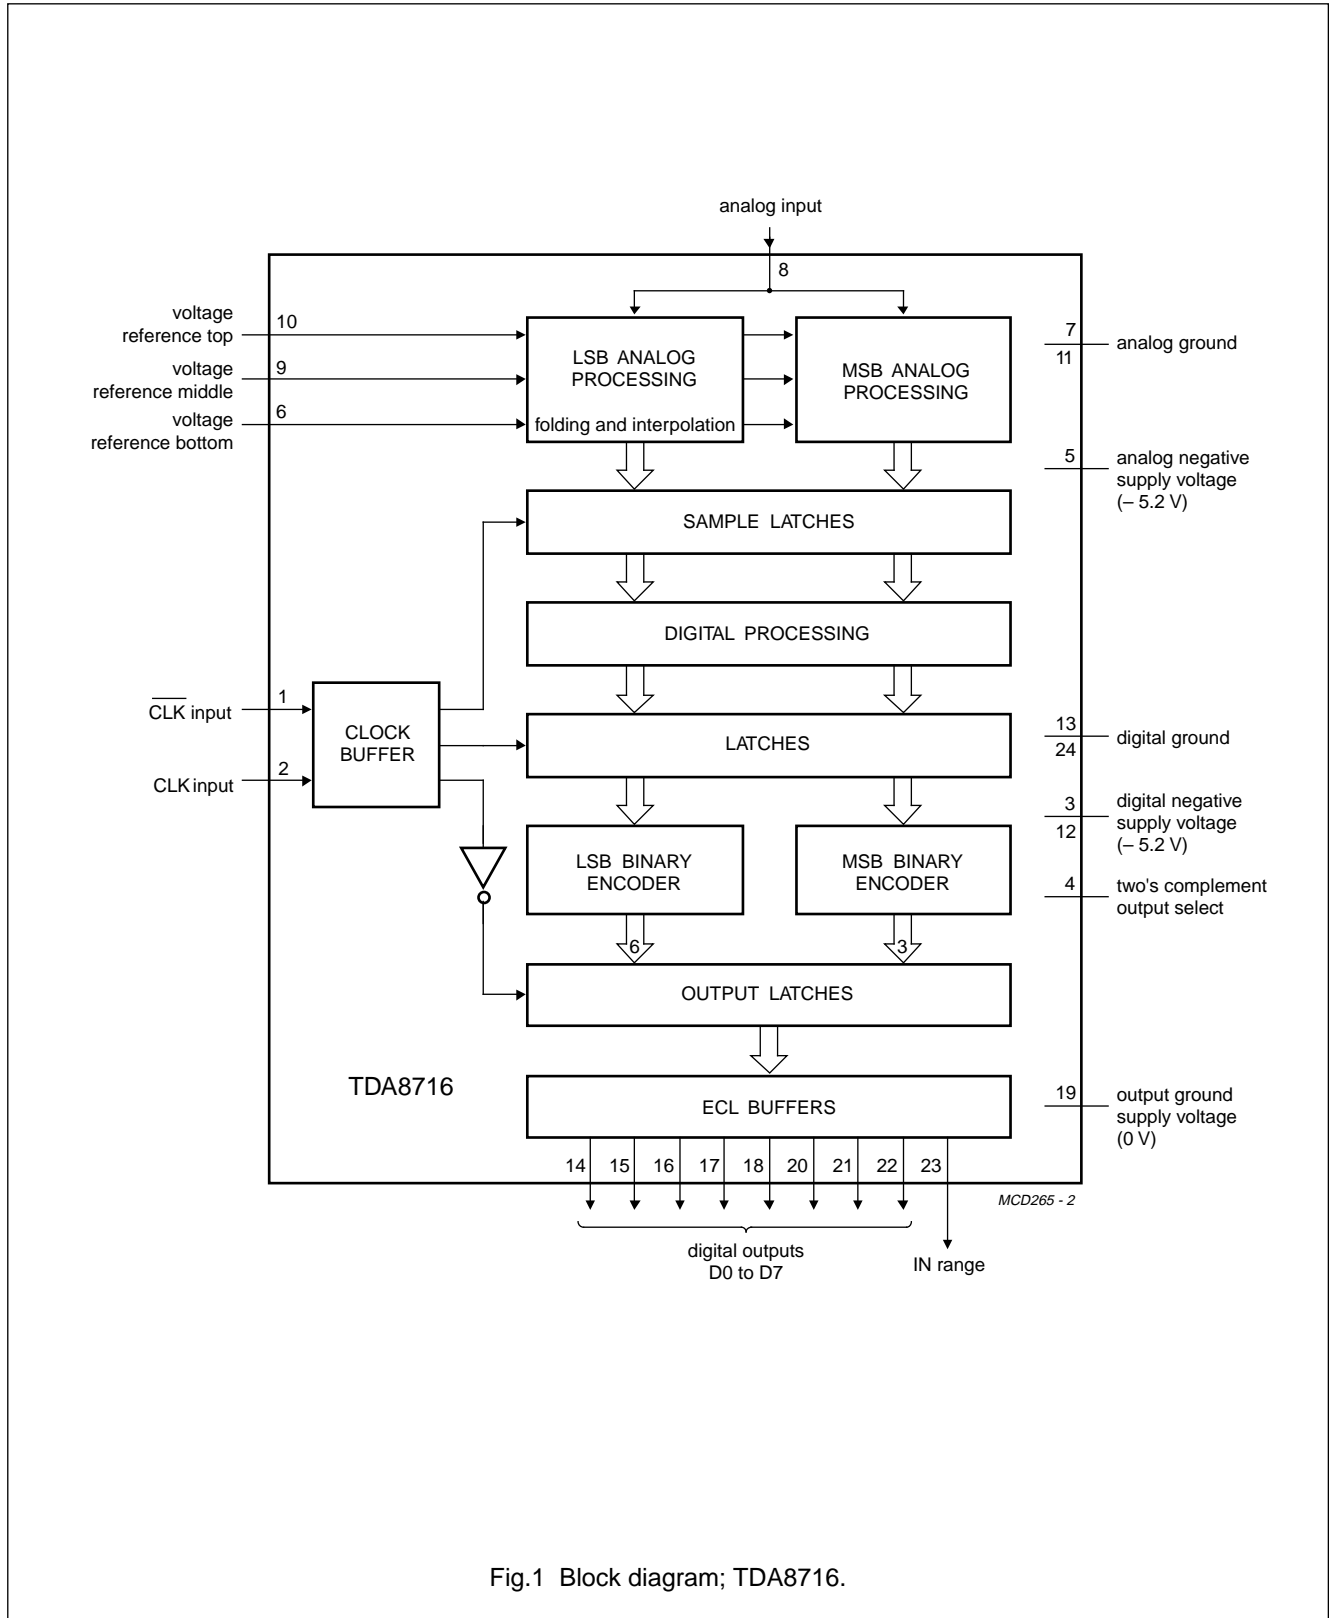 analog input
8
voltage
reference top
10
voltage
reference middle
9
voltage
reference bottom
6
LSB ANALOG
PROCESSING
folding and interpolation
MSB ANALOG
PROCESSING
7
11
analog ground
5
analog negative
supply voltage
(– 5.2 V)
SAMPLE LATCHES
DIGITAL PROCESSING
CLK input
1
CLK input
2
CLOCK
BUFFER
LATCHES
13
24
digital ground
3
12
digital negative
supply voltage
(– 5.2 V)
LSB BINARY
ENCODER
MSB BINARY
ENCODER
4
two's complement
output select
6
3
OUTPUT LATCHES
TDA8716
ECL BUFFERS
19
output ground
supply voltage
(0 V)
14 15 16 17 18 20 21 22 23
MCD265 - 2
digital outputs
D0 to D7
IN range
Fig.1 Block diagram; TDA8716.